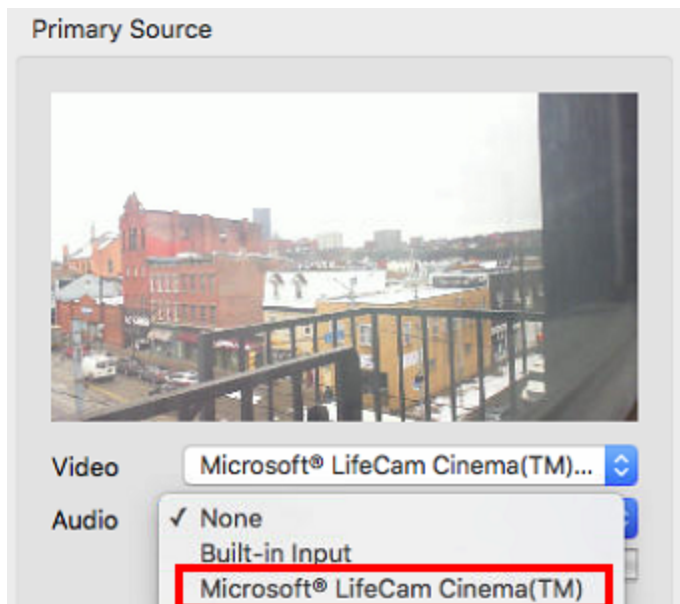 Primary Source
Video Microsoft® LifeCam Cinema(TM)...
Audio ✓ None
Built-in Input
Microsoft® LifeCam Cinema(TM)